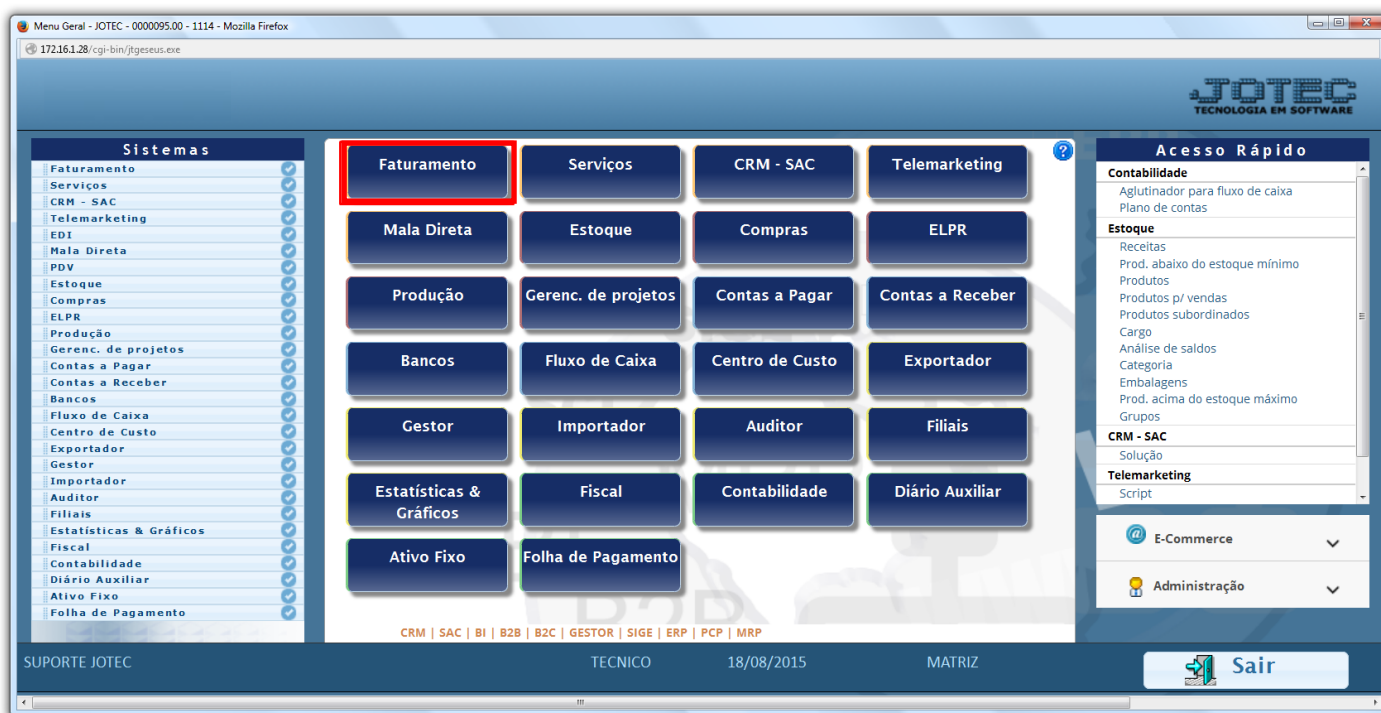 Menu Geral - JOTEC - 0000095.00 - 1114 - Mozilla Firefox
172.16.1.28/cgi-bin/jtgeseus.exe
JOTEC
TECNOLOGIA EM SOFTWARE
Sistemas
Faturamento
Serviços
CRM - SAC
Telemarketing
EDI
Mala Direta
PDV
Estoque
Compras
ELPR
Produção
Gerenc. de projetos
Contas a Pagar
Contas a Receber
Bancos
Fluxo de Caixa
Centro de Custo
Exportador
Gestor
Importador
Auditor
Filiais
Estatísticas & Gráficos
Fiscal
Contabilidade
Diário Auxiliar
Ativo Fixo
Folha de Pagamento
Faturamento
Serviços
CRM - SAC
Telemarketing
Mala Direta
Estoque
Compras
ELPR
Produção
Gerenc. de projetos
Contas a Pagar
Contas a Receber
Bancos
Fluxo de Caixa
Centro de Custo
Exportador
Gestor
Importador
Auditor
Filiais
Estatísticas &
Gráficos
Fiscal
Contabilidade
Diário Auxiliar
Ativo Fixo
Folha de Pagamento
B2B
CRM | SAC | BI | B2B | B2C | GESTOR | SIGE | ERP | PCP | MRP
?
Acesso Rápido
Contabilidade
Aglutinador para fluxo de caixa
Plano de contas
Estoque
Receitas
Prod. abaixo do estoque mínimo
Produtos
Produtos p/ vendas
Produtos subordinados
Cargo
Análise de saldos
Categoria
Embalagens
Prod. acima do estoque máximo
Grupos
CRM - SAC
Solução
Telemarketing
Script
@ E-Commerce
Administração
SUPORTE JOTEC
TECNICO
18/08/2015
MATRIZ
Sair